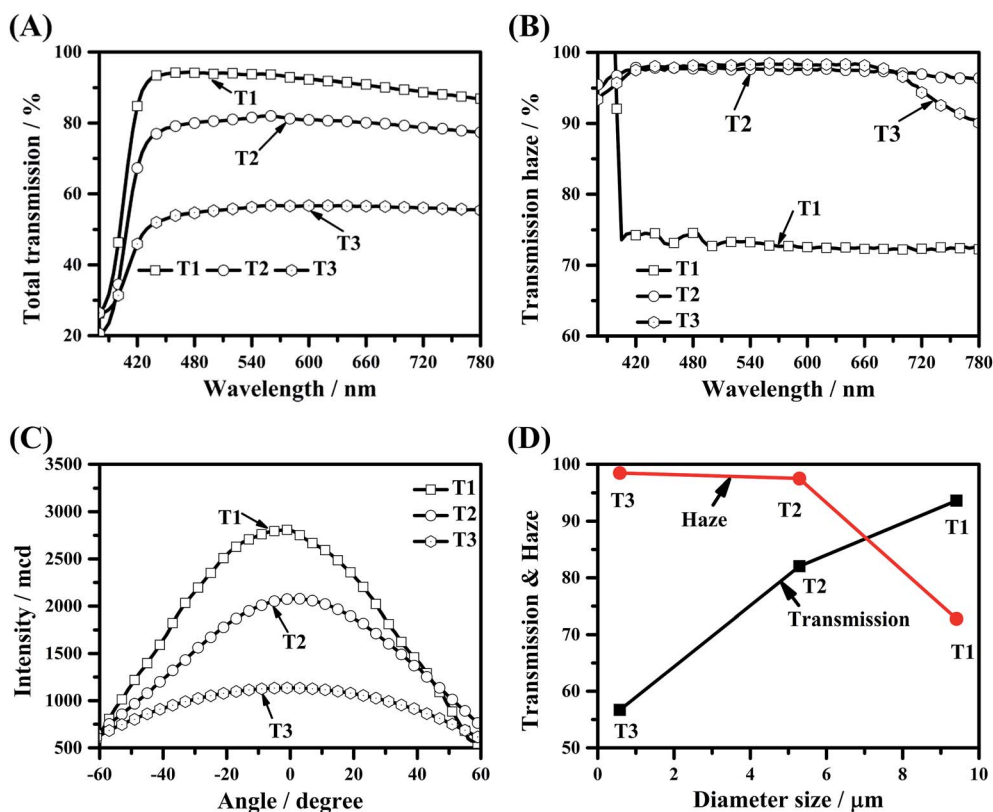 (A)
100
80
60
40
20
Total transmission / %
T1
T2
T3
T1 T2 T3
420 480 540 600 660 720 780
Wavelength / nm
(B)
100
90
80
70
60
Transmission haze / %
T2
T3
T1
T1
T2
T3
420 480 540 600 660 720 780
Wavelength / nm
(C)
3500
3000
2500
2000
1500
1000
500
Intensity / mcd
T1
T2
T3
T1
T2
T3
-60 -40 -20 0 20 40 60
Angle / degree
(D)
100
90
80
70
60
50
Transmission & Haze
T3
Haze
T2
T1
T2
Transmission
T1
T3
0 2 4 6 8 10
Diameter size / μm